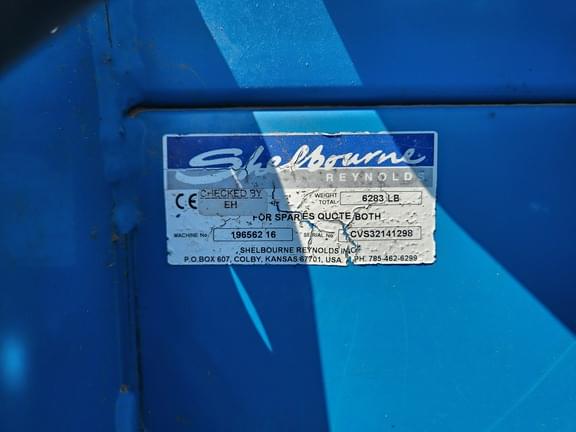 Shelbourne
REYNOLDS
CE CHECKED BY WEIGHT 6283 LB
EH TOTAL:
FOR SPARES QUOTE BOTH
MACHINE No 196562 16 SERIAL No CVS32141298
SHELBOURNE REYNOLDS INC.
P.O.BOX 607, COLBY, KANSAS 67701, USA PH. 785-462-6299